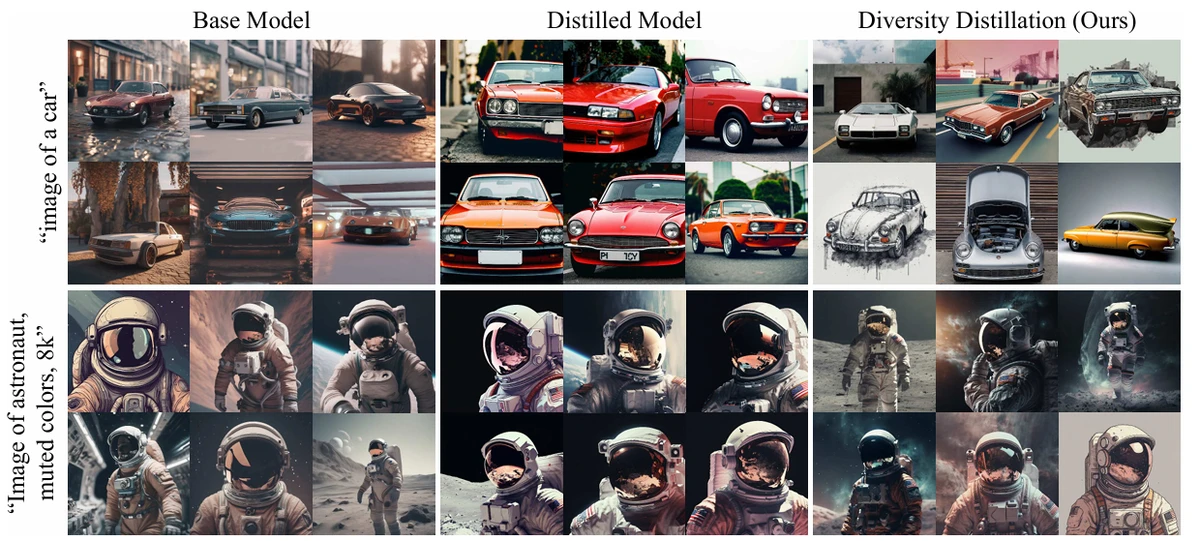 Base Model
Distilled Model
Diversity Distillation (Ours)
“image of a car”
“Image of astronaut,
muted colors, 8k”